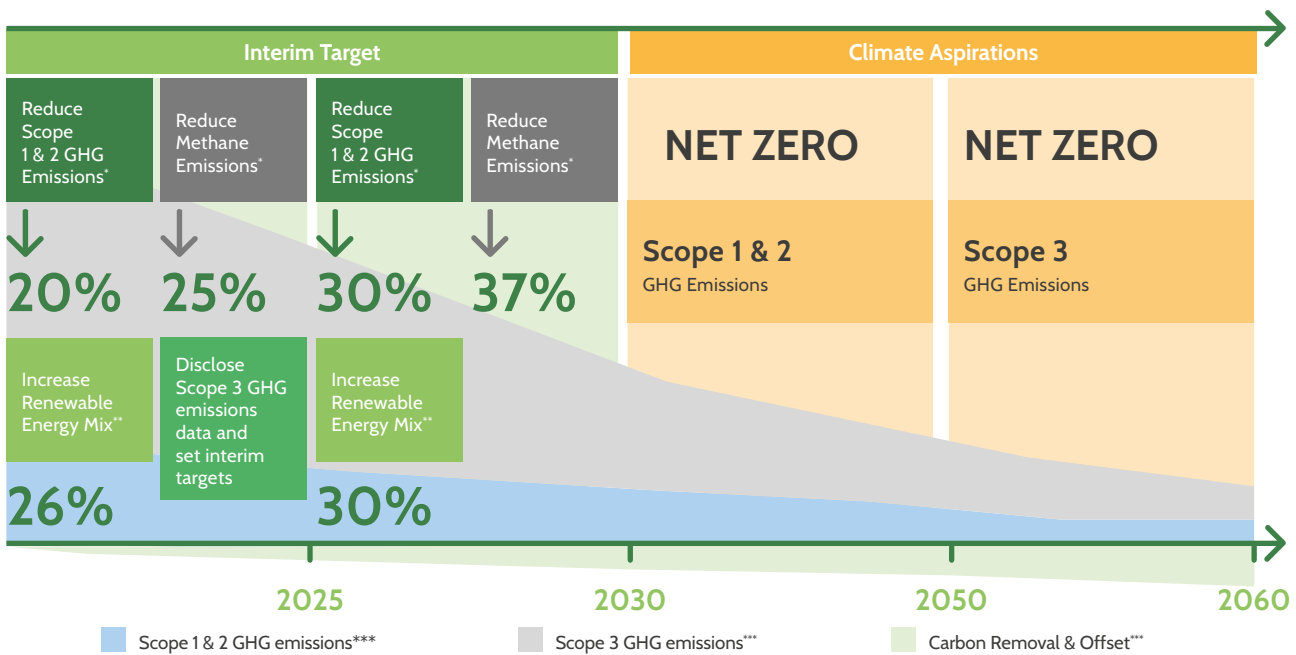 Interim Target
Climate Aspirations
Reduce
Scope
1 & 2 GHG
Emissions*
Reduce
Methane
Emissions*
Reduce
Scope
1 & 2 GHG
Emissions*
Reduce
Methane
Emissions*
NET ZERO
NET ZERO
20%
25%
30%
37%
Scope 1 & 2
GHG Emissions
Scope 3
GHG Emissions
Increase
Renewable
Energy Mix**
Disclose
Scope 3 GHG
emissions
data and
set interim
targets
Increase
Renewable
Energy Mix**
26%
30%
2025
2030
2050
2060
Scope 1 & 2 GHG emissions***
Scope 3 GHG emissions***
Carbon Removal & Offset***